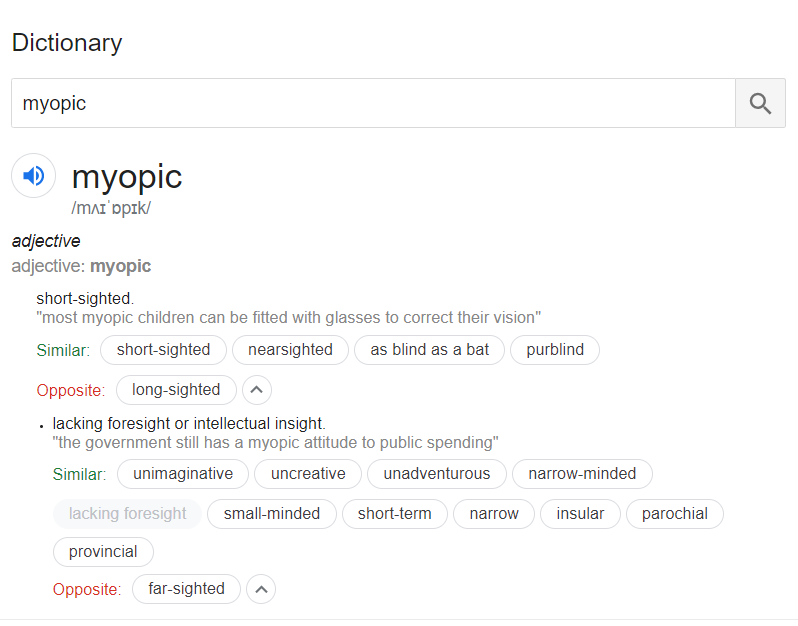 Dictionary
myopic
myopic
/mʌɪˈɒpɪk/
adjective
adjective: myopic
short-sighted.
"most myopic children can be fitted with glasses to correct their vision"
Similar: short-sighted nearsighted as blind as a bat purblind
Opposite: long-sighted
• lacking foresight or intellectual insight.
"the government still has a myopic attitude to public spending"
Similar: unimaginative uncreative unadventurous narrow-minded
lacking foresight small-minded short-term narrow insular parochial
provincial
Opposite: far-sighted